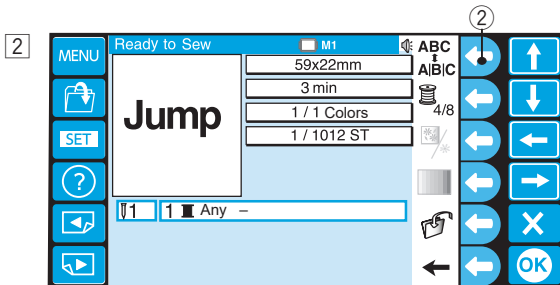 2
2
MENU
Ready to Sew
M1
ABC
A|B|C
59x22mm
3 min
4/8
Jump
1 / 1 Colors
SET
1 / 1012 ST
?
1
1 Any –
X
OK